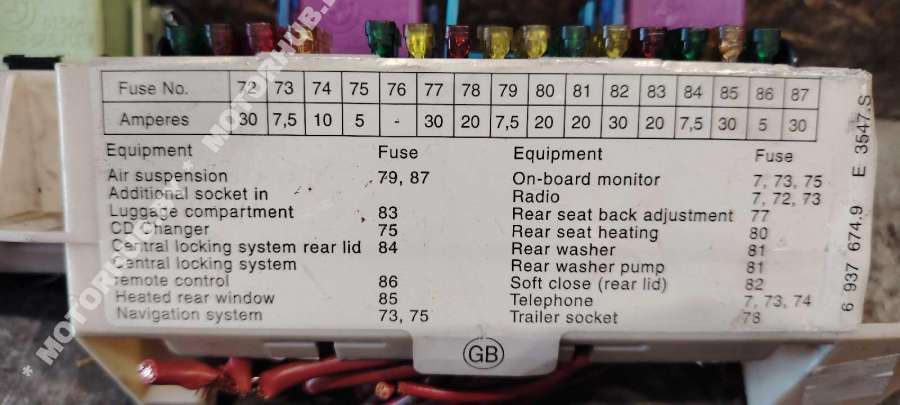 Fuse No. 72 73 74 75 76 77 78 79 80 81 82 83 84 85 86 87
Amperes 30 7,5 10 5 - 30 20 7,5 20 20 30 20 7,5 30 5 30
Equipment Fuse
Air suspension 79, 87
Additional socket in
Luggage compartment 83
CD Changer 75
Central locking system rear lid 84
Central locking system
remote control 86
Heated rear window 85
Navigation system 73, 75
Equipment Fuse
On-board monitor 7, 73, 75
Radio 7, 72, 73
Rear seat back adjustment 77
Rear seat heating 80
Rear washer 81
Rear washer pump 81
Soft close (rear lid) 82
Telephone 7, 73, 74
Trailer socket 78
GB
6 937 674.9 E 3547.S